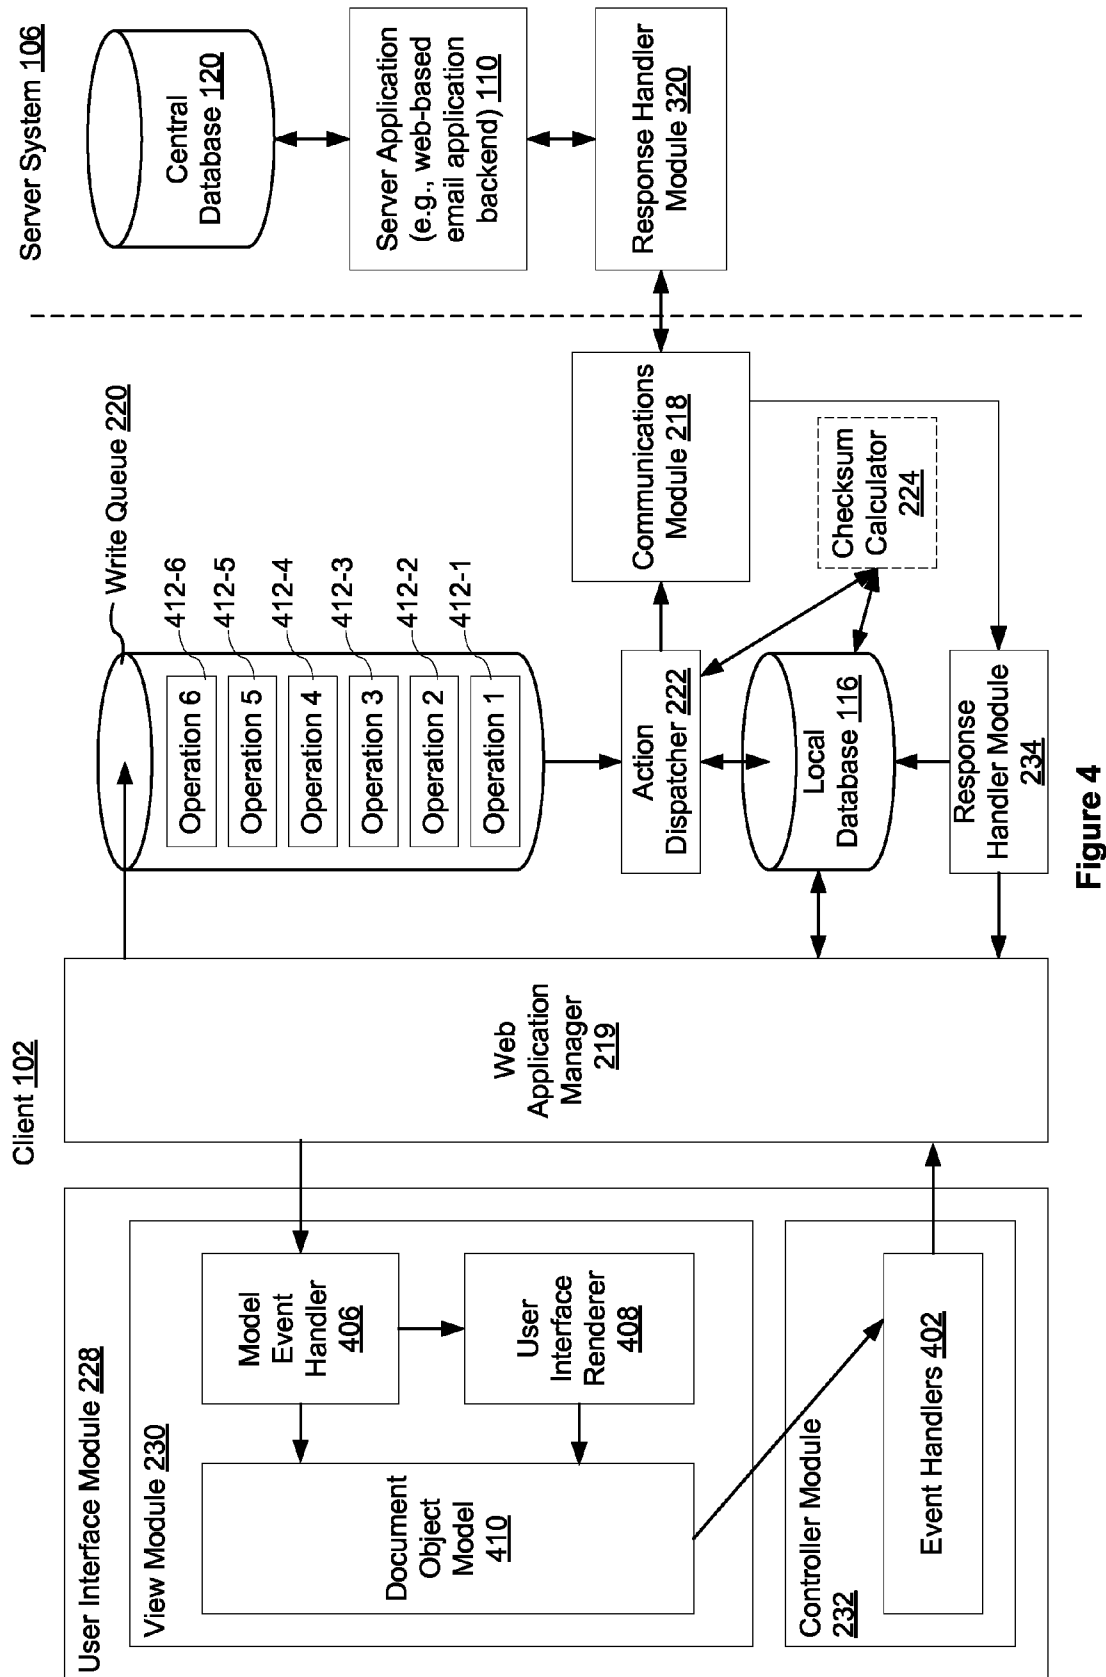 Client 102
Server System 106
User Interface Module 228
View Module 230
Document
Object
Model
410
Model
Event
Handler
406
User
Interface
Renderer
408
Controller Module
232
Event Handlers 402
Web
Application
Manager
219
Write Queue 220
Operation 6
412-6
Operation 5
412-5
Operation 4
412-4
Operation 3
412-3
Operation 2
412-2
Operation 1
412-1
Action
Dispatcher 222
Local
Database 116
Response
Handler Module
234
Communications
Module 218
Checksum
Calculator
224
Central
Database 120
Server Application
(e.g., web-based
email application
backend) 110
Response Handler
Module 320
Figure 4